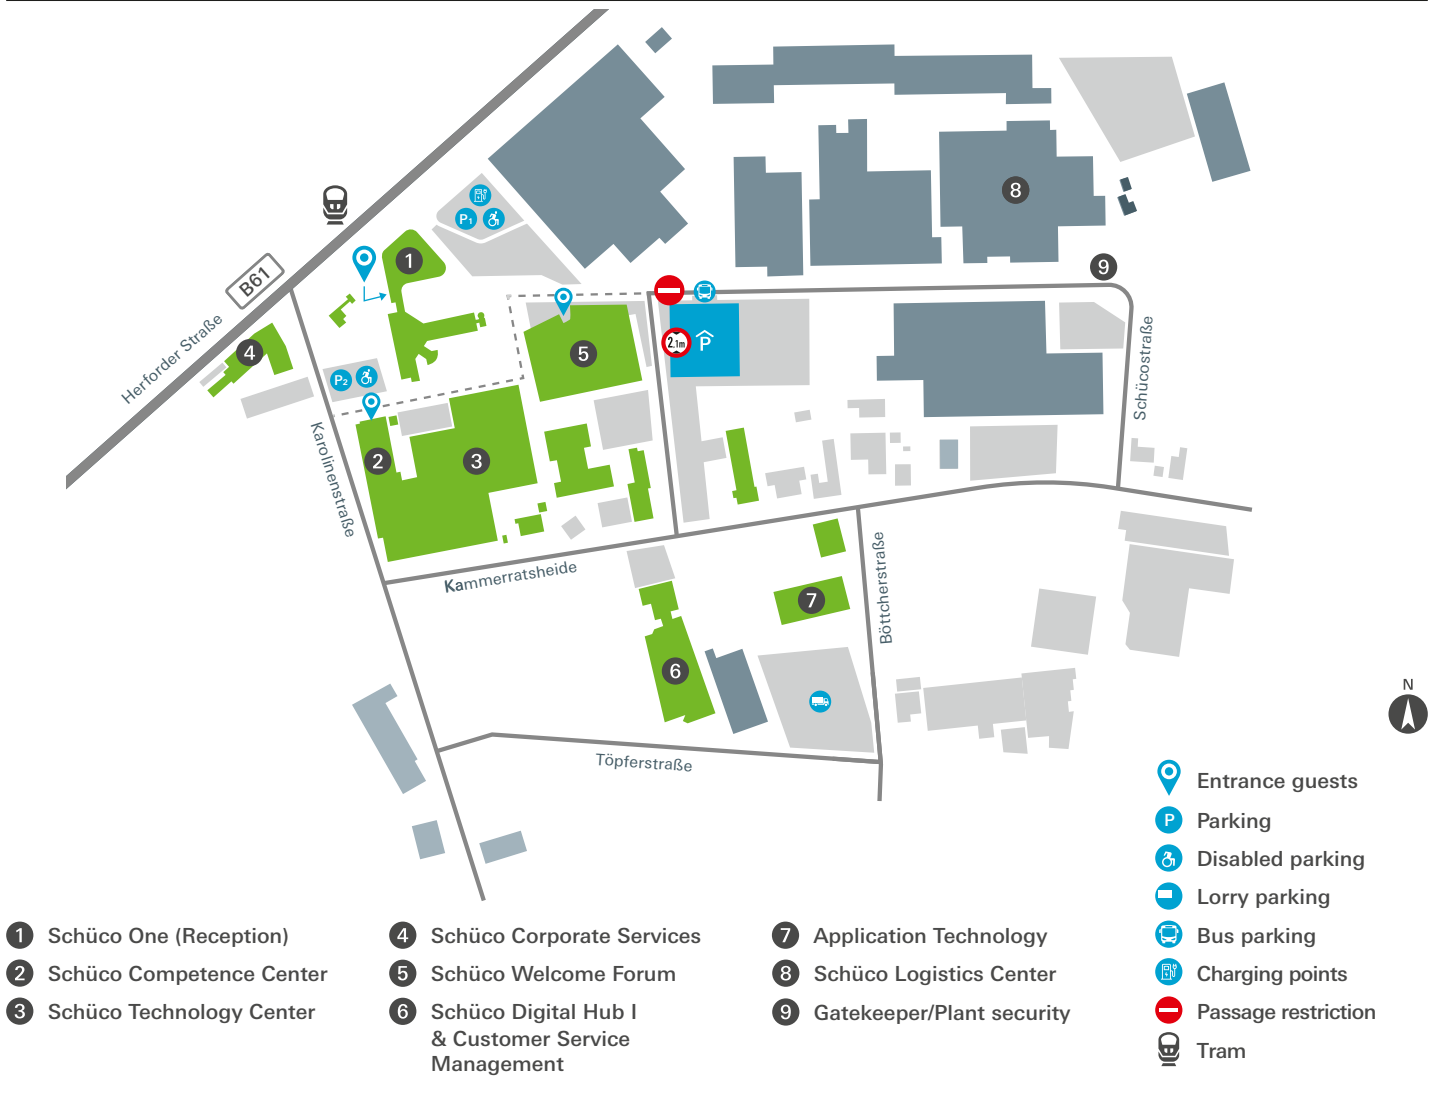 B61
Herforder Straße
Karolinenstraße
Kammerratsheide
Töpferstraße
Böttcherstraße
Schücostraße
P1
P2
P
2.1m
1
2
3
4
5
6
7
8
9
N
Entrance guests
P Parking
Disabled parking
Lorry parking
Bus parking
Charging points
Passage restriction
Tram
1 Schüco One (Reception)
2 Schüco Competence Center
3 Schüco Technology Center
4 Schüco Corporate Services
5 Schüco Welcome Forum
6 Schüco Digital Hub I
& Customer Service
Management
7 Application Technology
8 Schüco Logistics Center
9 Gatekeeper/Plant security